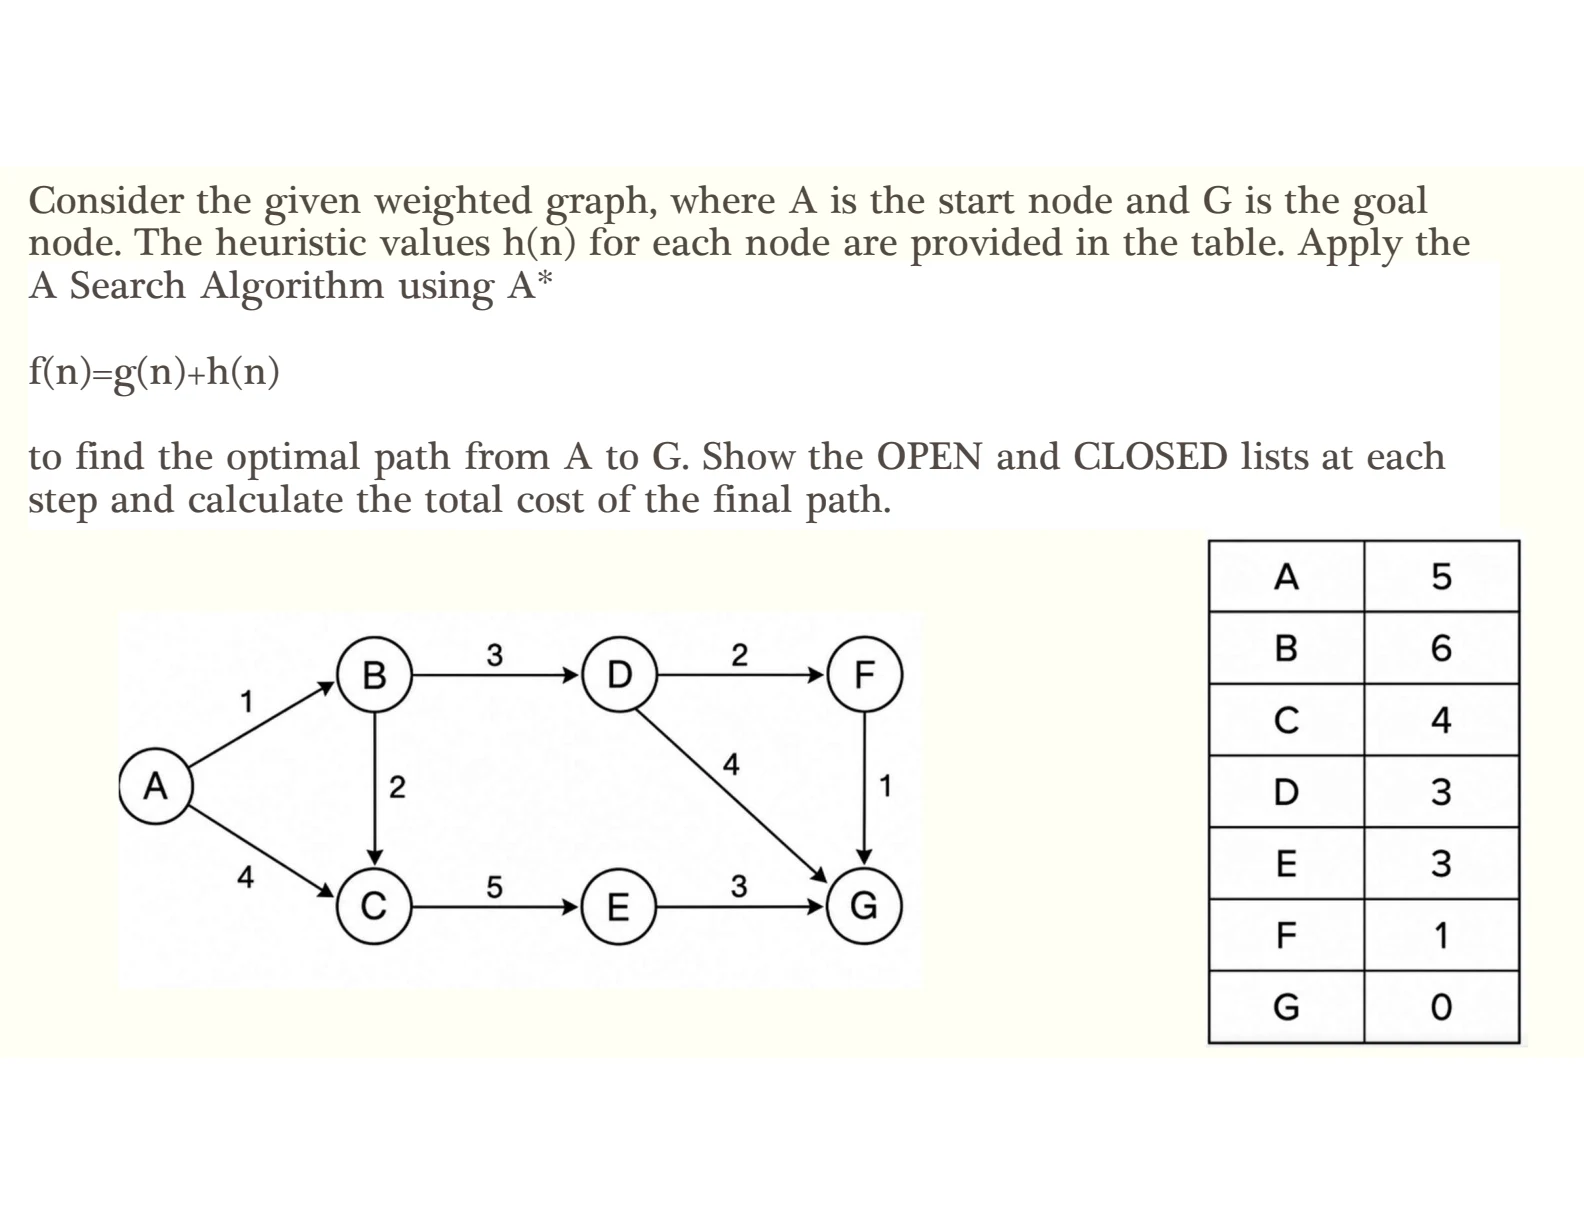 Consider the given weighted graph, where A is the start node and G is the goal
node. The heuristic values h(n) for each node are provided in the table. Apply the
A Search Algorithm using A*
f(n)=g(n)+h(n)
to find the optimal path from A to G. Show the OPEN and CLOSED lists at each
step and calculate the total cost of the final path.
B 3 D 2 F
1
A 2 4 1
4
C 5 E 3 G
A 5
B 6
C 4
D 3
E 3
F 1
G 0